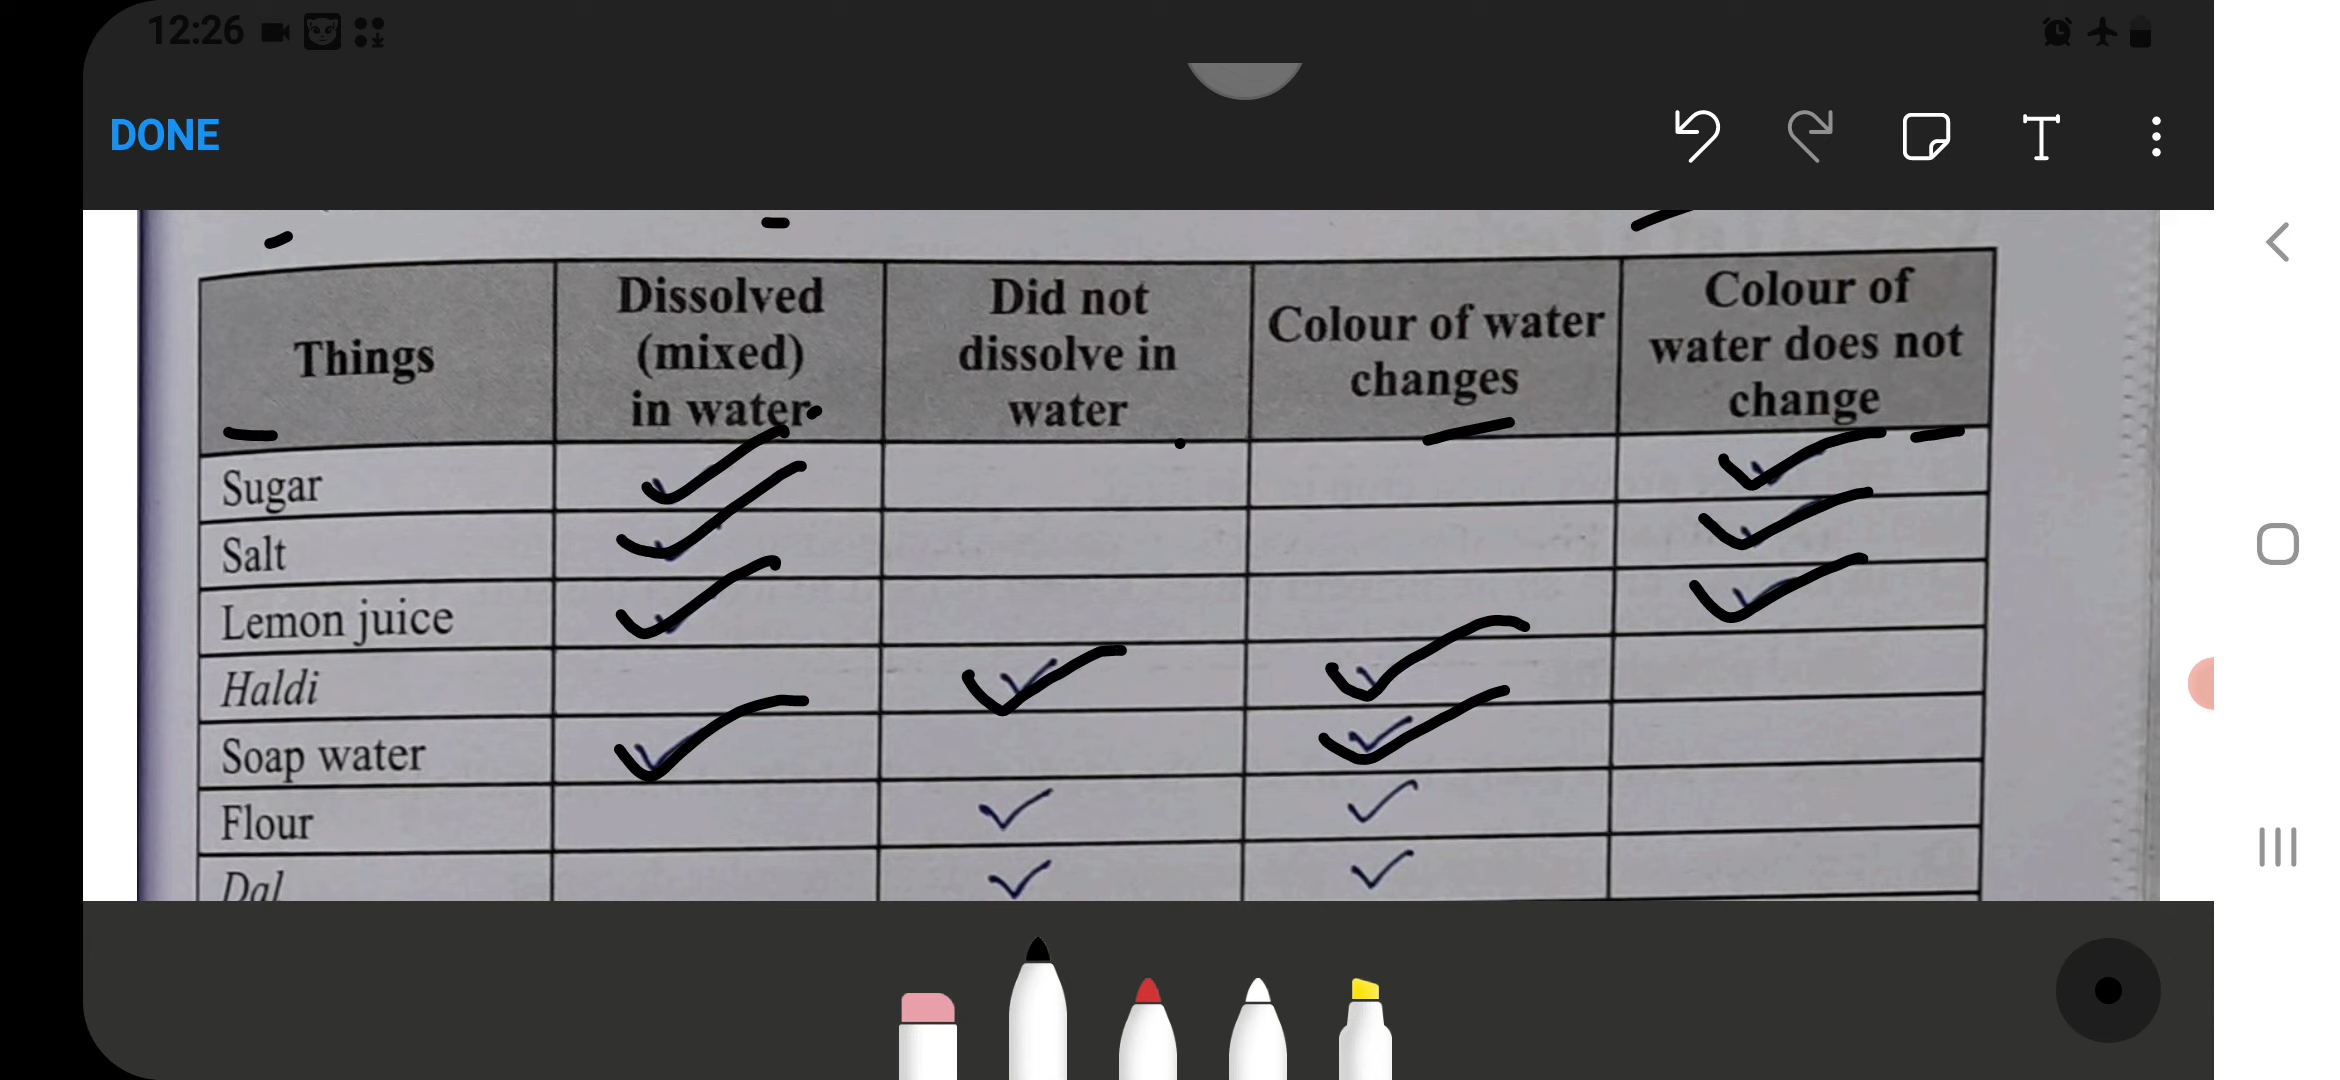 12:26
DONE
T
Things
Dissolved
(mixed)
in water
Did not
dissolve in
water
Colour of water
changes
Colour of
water does not
change
Sugar
Salt
Lemon juice
Haldi
Soap water
Flour
Dal